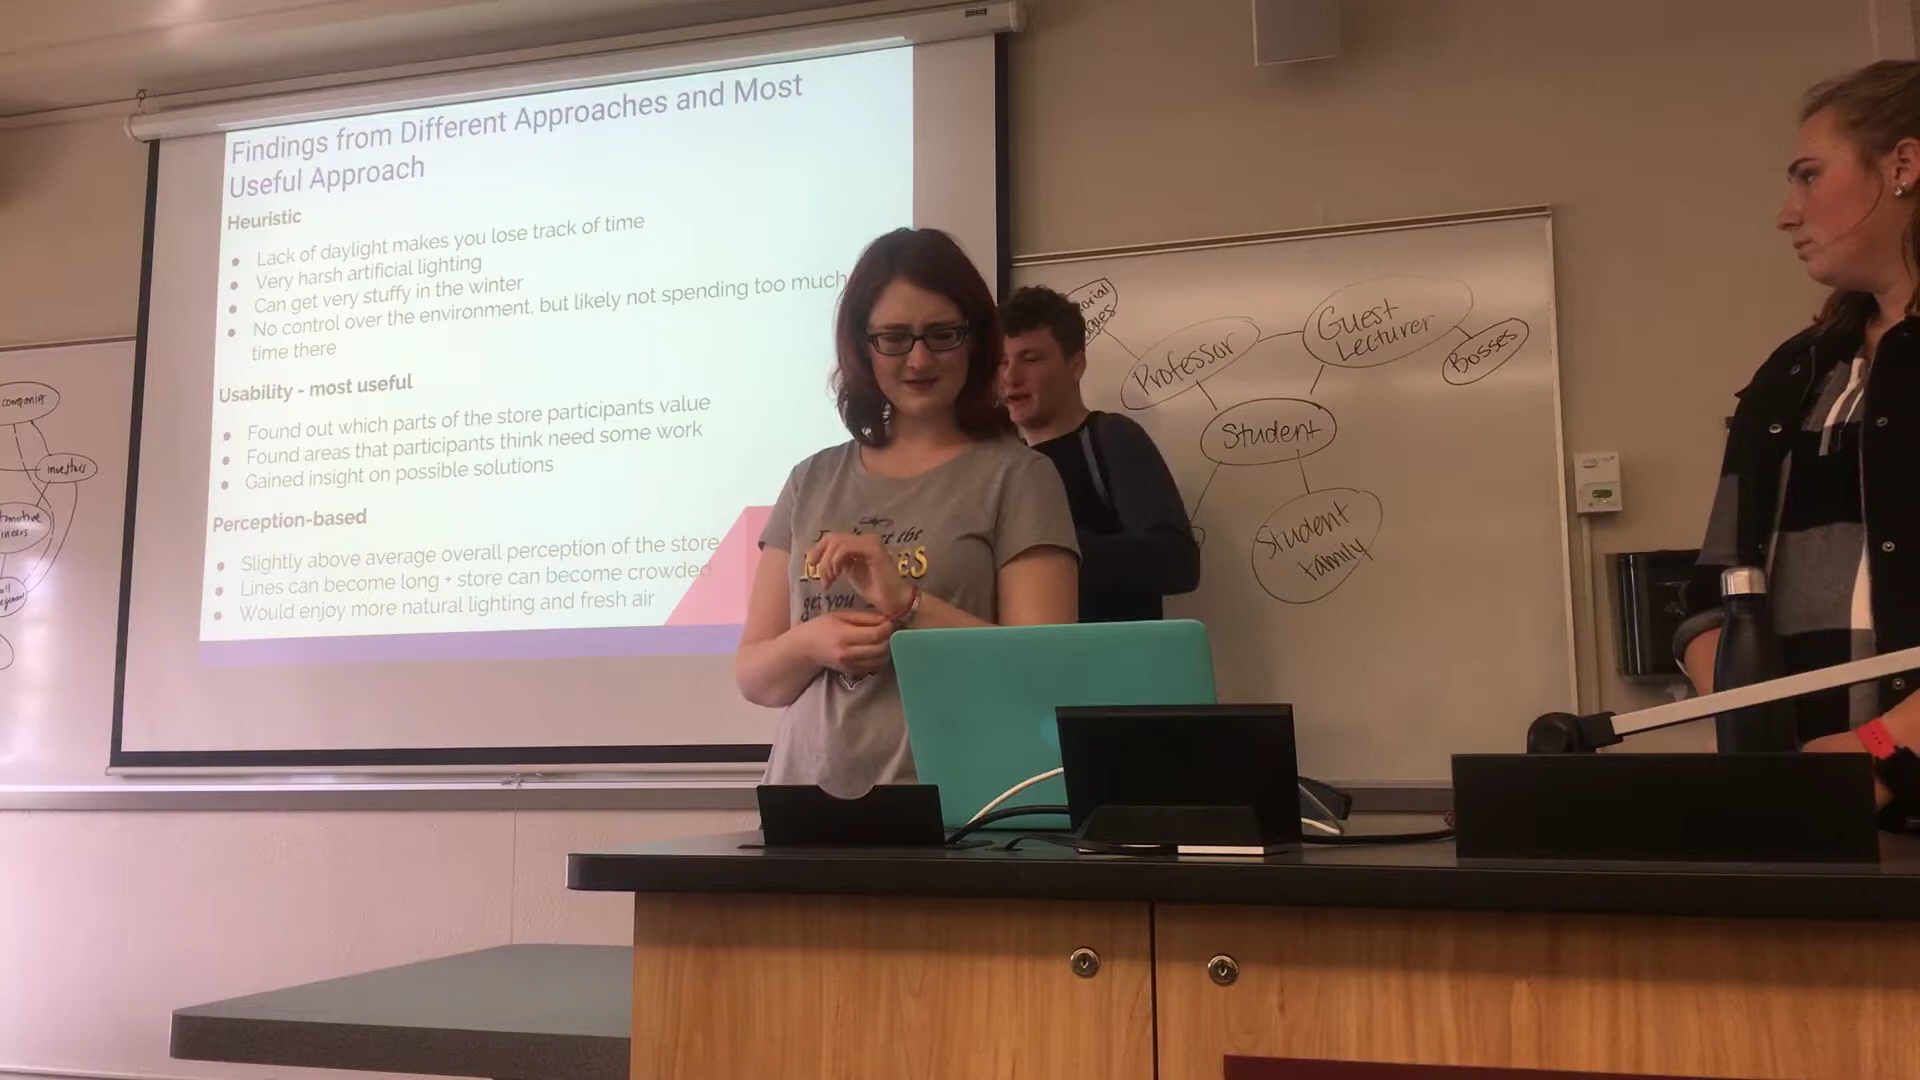 Findings from Different Approaches and Most
Useful Approach
Heuristic
Lack of daylight makes you lose track of time
Very harsh artificial lighting
Can get very stuffy in the winter
No control over the environment, but likely not spending too much
time there
Usability - most useful
Found out which parts of the store participants value
Found areas that participants think need some work
Gained insight on possible solutions
Perception-based
Slightly above average overall perception of the store
Lines can become long + store can become crowded
Would enjoy more natural lighting and fresh air
the
get you
Professor
Guest
Lecturer
Bosses
Student
Student
family
investors